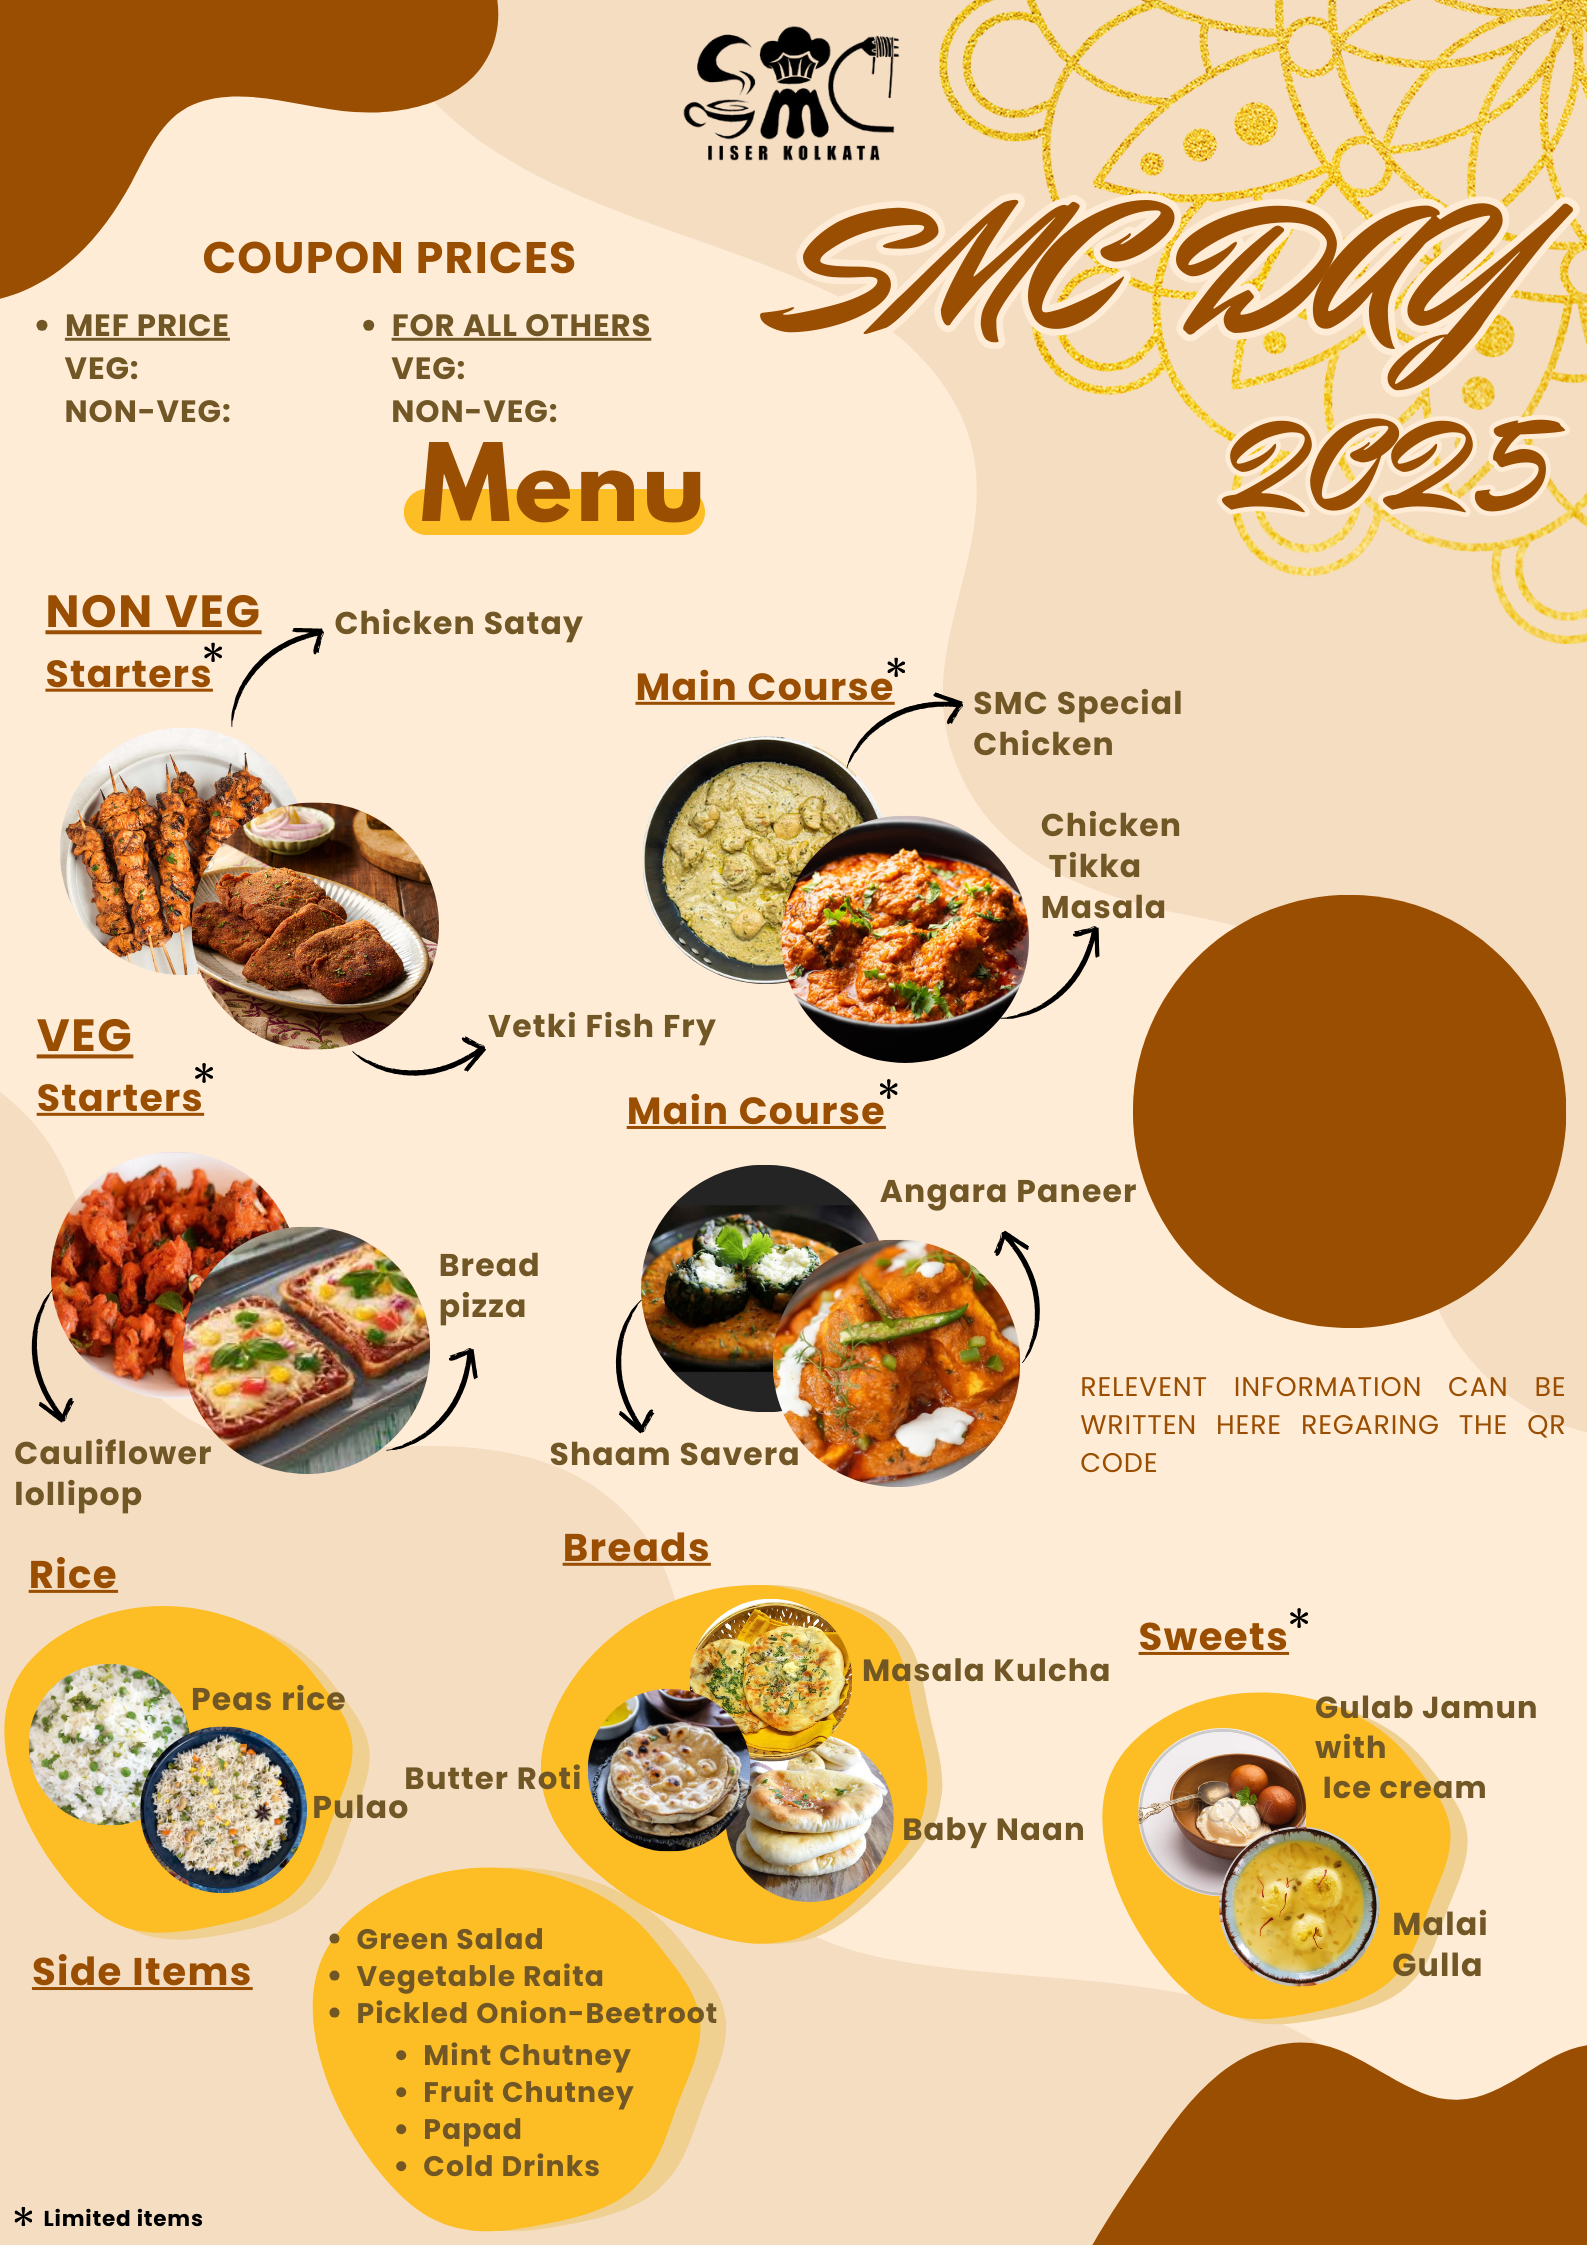 SMC
IISER KOLKATA
SMC DAY
2025
COUPON PRICES
• MEF PRICE
VEG:
NON-VEG:
• FOR ALL OTHERS
VEG:
NON-VEG:
Menu
NON VEG
Starters*
Chicken Satay
Vetki Fish Fry
Main Course*
SMC Special
Chicken
Chicken
Tikka
Masala
VEG
Starters*
Cauliflower
lollipop
Bread
pizza
Main Course*
Angara Paneer
Shaam Savera
RELEVENT INFORMATION CAN BE
WRITTEN HERE REGARING THE QR
CODE
Rice
Peas rice
Pulao
Breads
Masala Kulcha
Butter Roti
Baby Naan
Sweets*
Gulab Jamun
with
Ice cream
Malai
Gulla
Side Items
• Green Salad
• Vegetable Raita
• Pickled Onion-Beetroot
• Mint Chutney
• Fruit Chutney
• Papad
• Cold Drinks
* Limited items